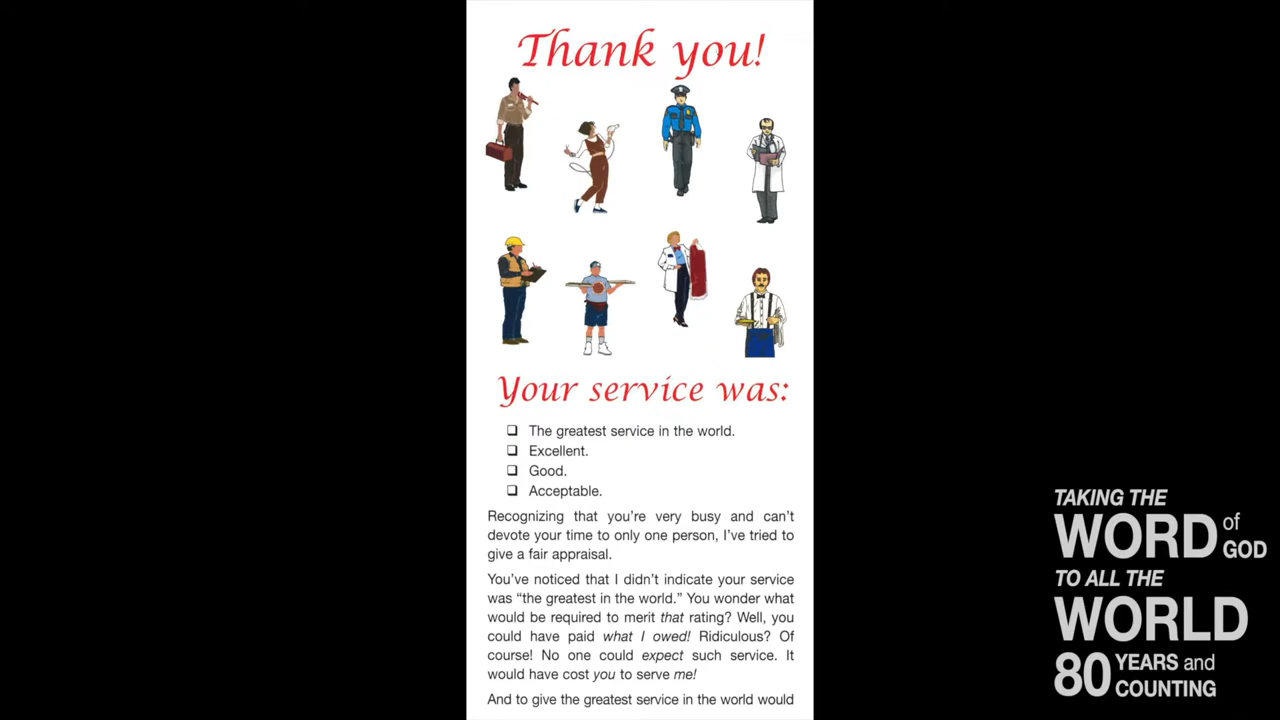 Thank you!
Your service was:
❑ The greatest service in the world.
❑ Excellent.
❑ Good.
❑ Acceptable.
Recognizing that you're very busy and can't
devote your time to only one person, I've tried to
give a fair appraisal.
You've noticed that I didn't indicate your service
was “the greatest in the world.” You wonder what
would be required to merit that rating? Well, you
could have paid what I owed! Ridiculous? Of
course! No one could expect such service. It
would have cost you to serve me!
And to give the greatest service in the world would
TAKING THE
WORD of
GOD
TO ALL THE
WORLD
80 YEARS and
COUNTING